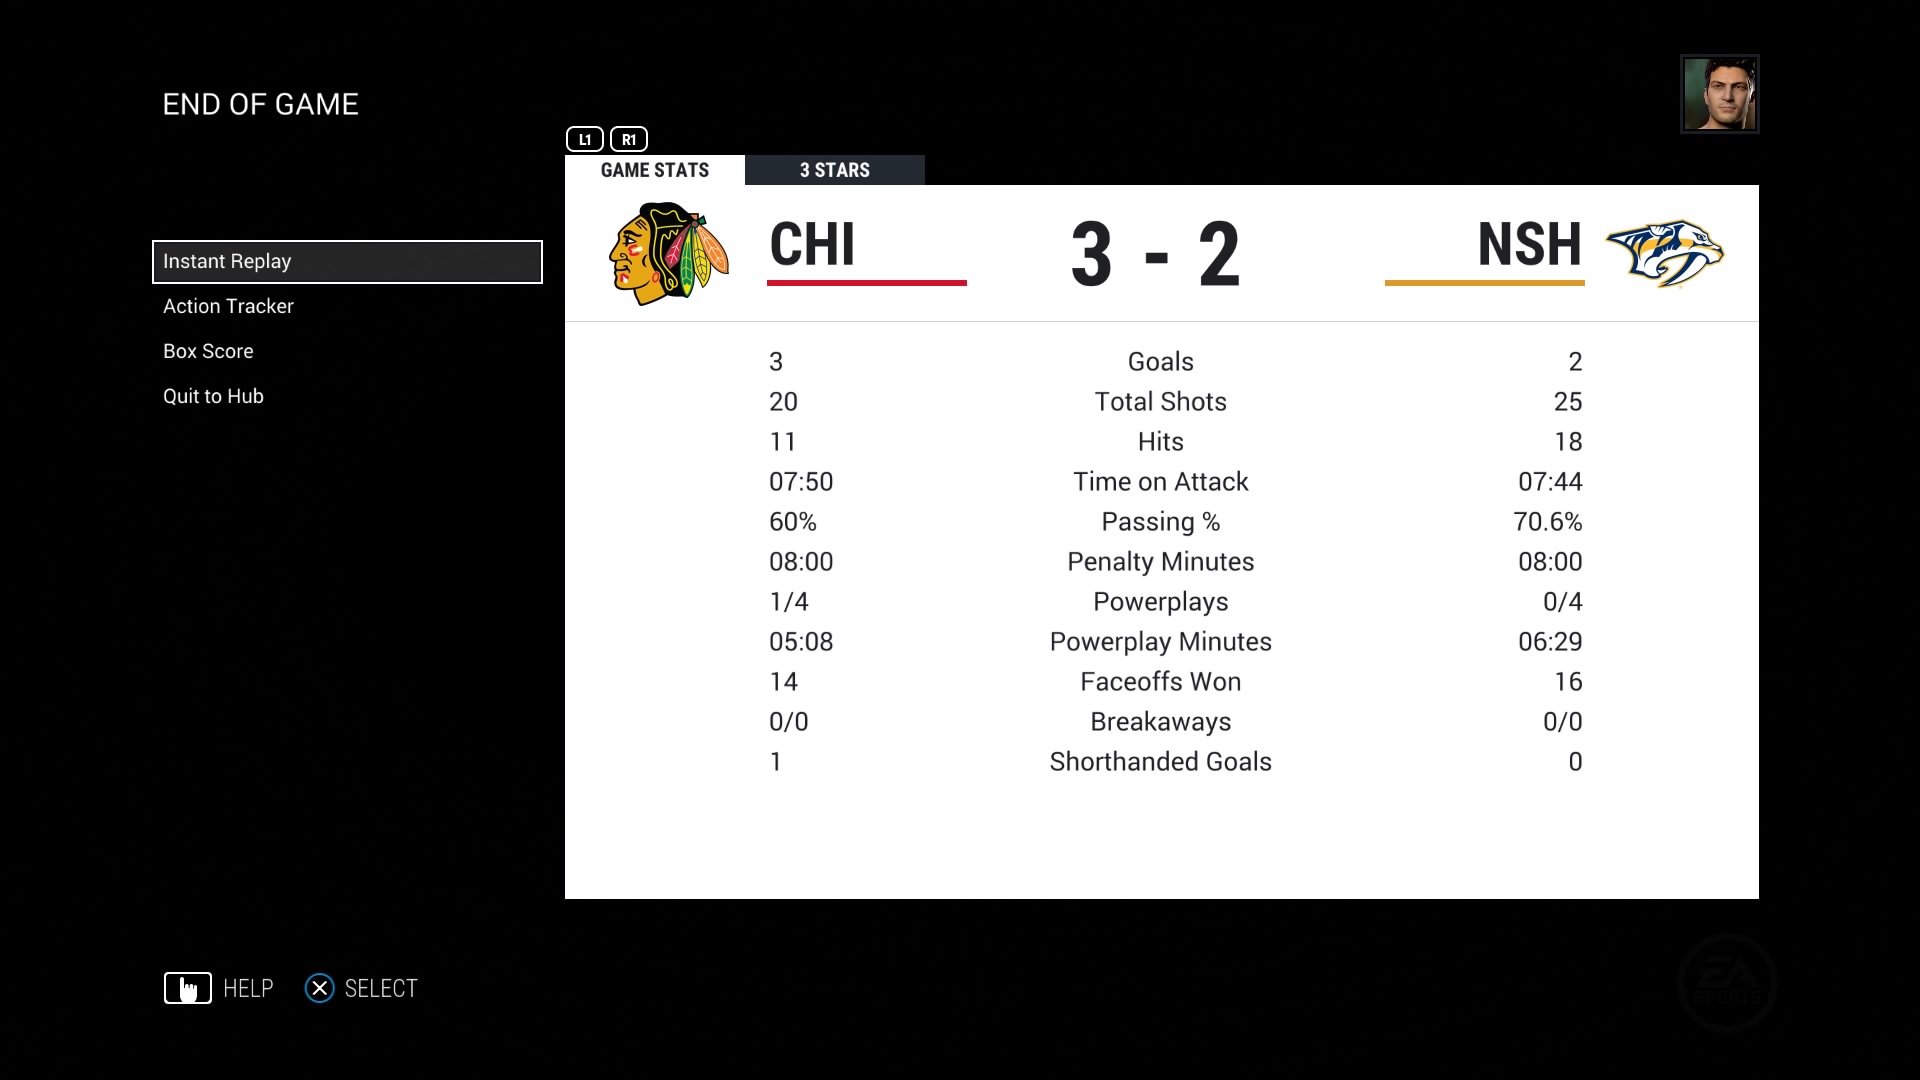 END OF GAME
L1 R1
GAME STATS 3 STARS
CHI 3 - 2 NSH
Instant Replay
Action Tracker
Box Score
Quit to Hub
3 Goals 2
20 Total Shots 25
11 Hits 18
07:50 Time on Attack 07:44
60% Passing % 70.6%
08:00 Penalty Minutes 08:00
1/4 Powerplays 0/4
05:08 Powerplay Minutes 06:29
14 Faceoffs Won 16
0/0 Breakaways 0/0
1 Shorthanded Goals 0
HELP SELECT
EA SPORTS